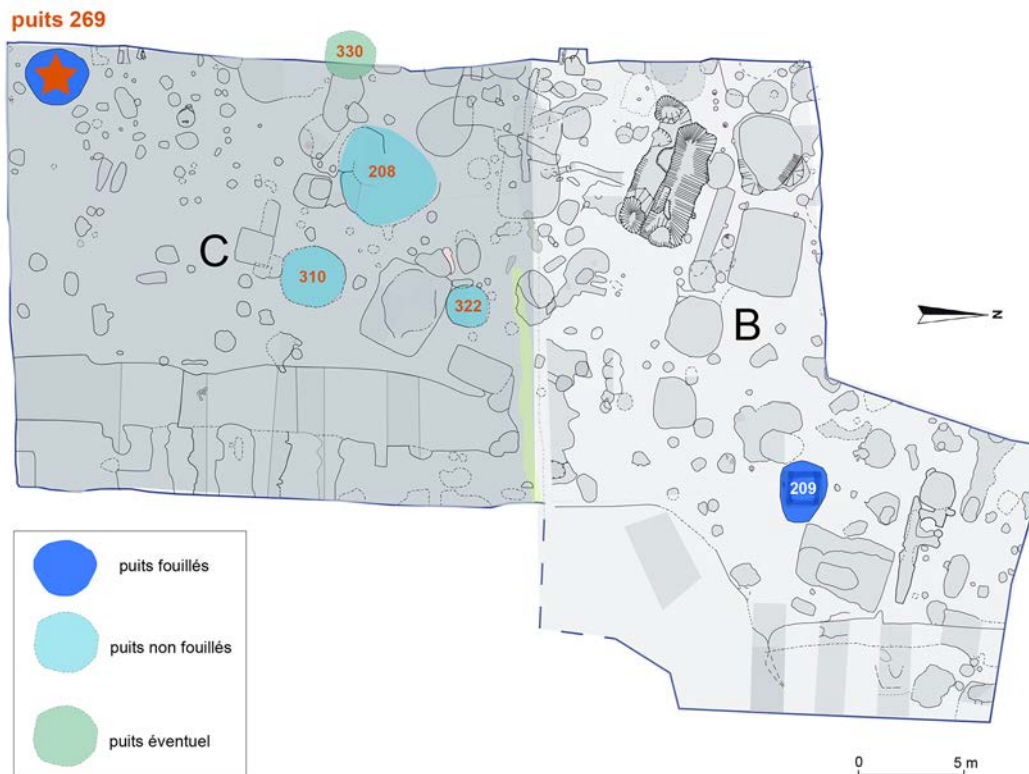 puits 269
330
208
C
310
322
B
N
209
puits fouillés
puits non fouillés
puits éventuel
0 5 m